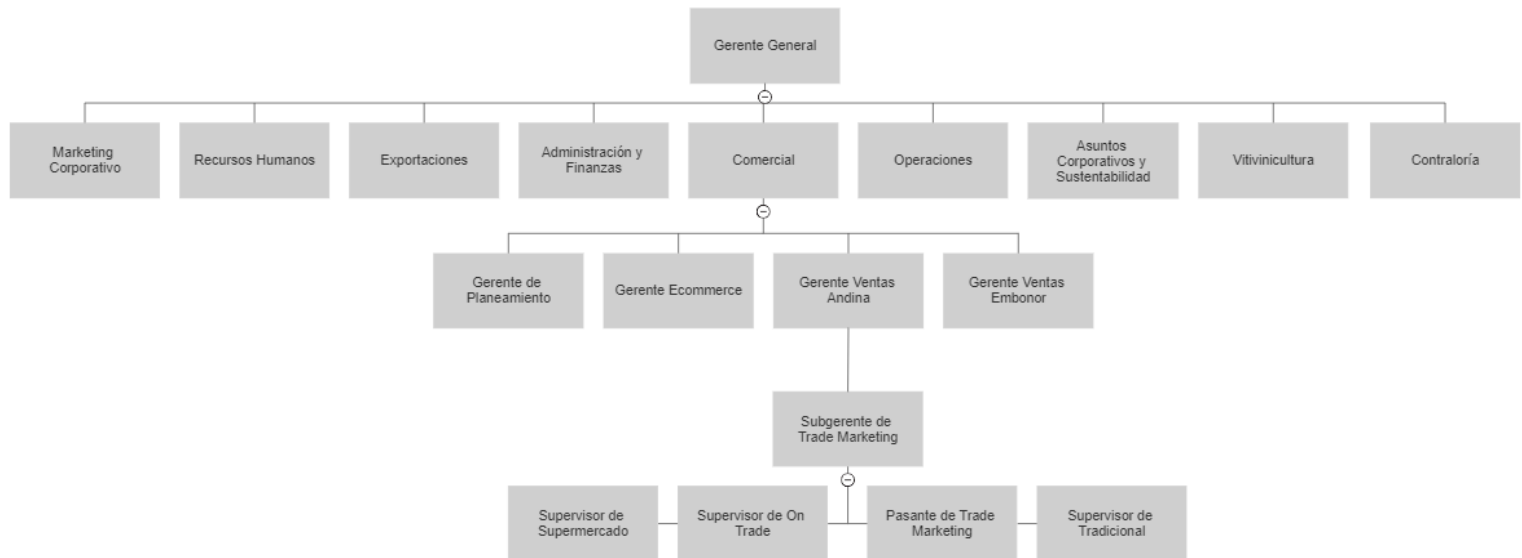 Gerente General
Marketing
Corporativo
Recursos Humanos
Exportaciones
Administración y
Finanzas
Comercial
Operaciones
Asuntos
Corporativos y
Sustentabilidad
Vitivinicultura
Contraloría
Gerente de
Planeamiento
Gerente Ecommerce
Gerente Ventas
Andina
Gerente Ventas
Embonor
Subgerente de
Trade Marketing
Supervisor de
Supermercado
Supervisor de On
Trade
Pasante de Trade
Marketing
Supervisor de
Tradicional